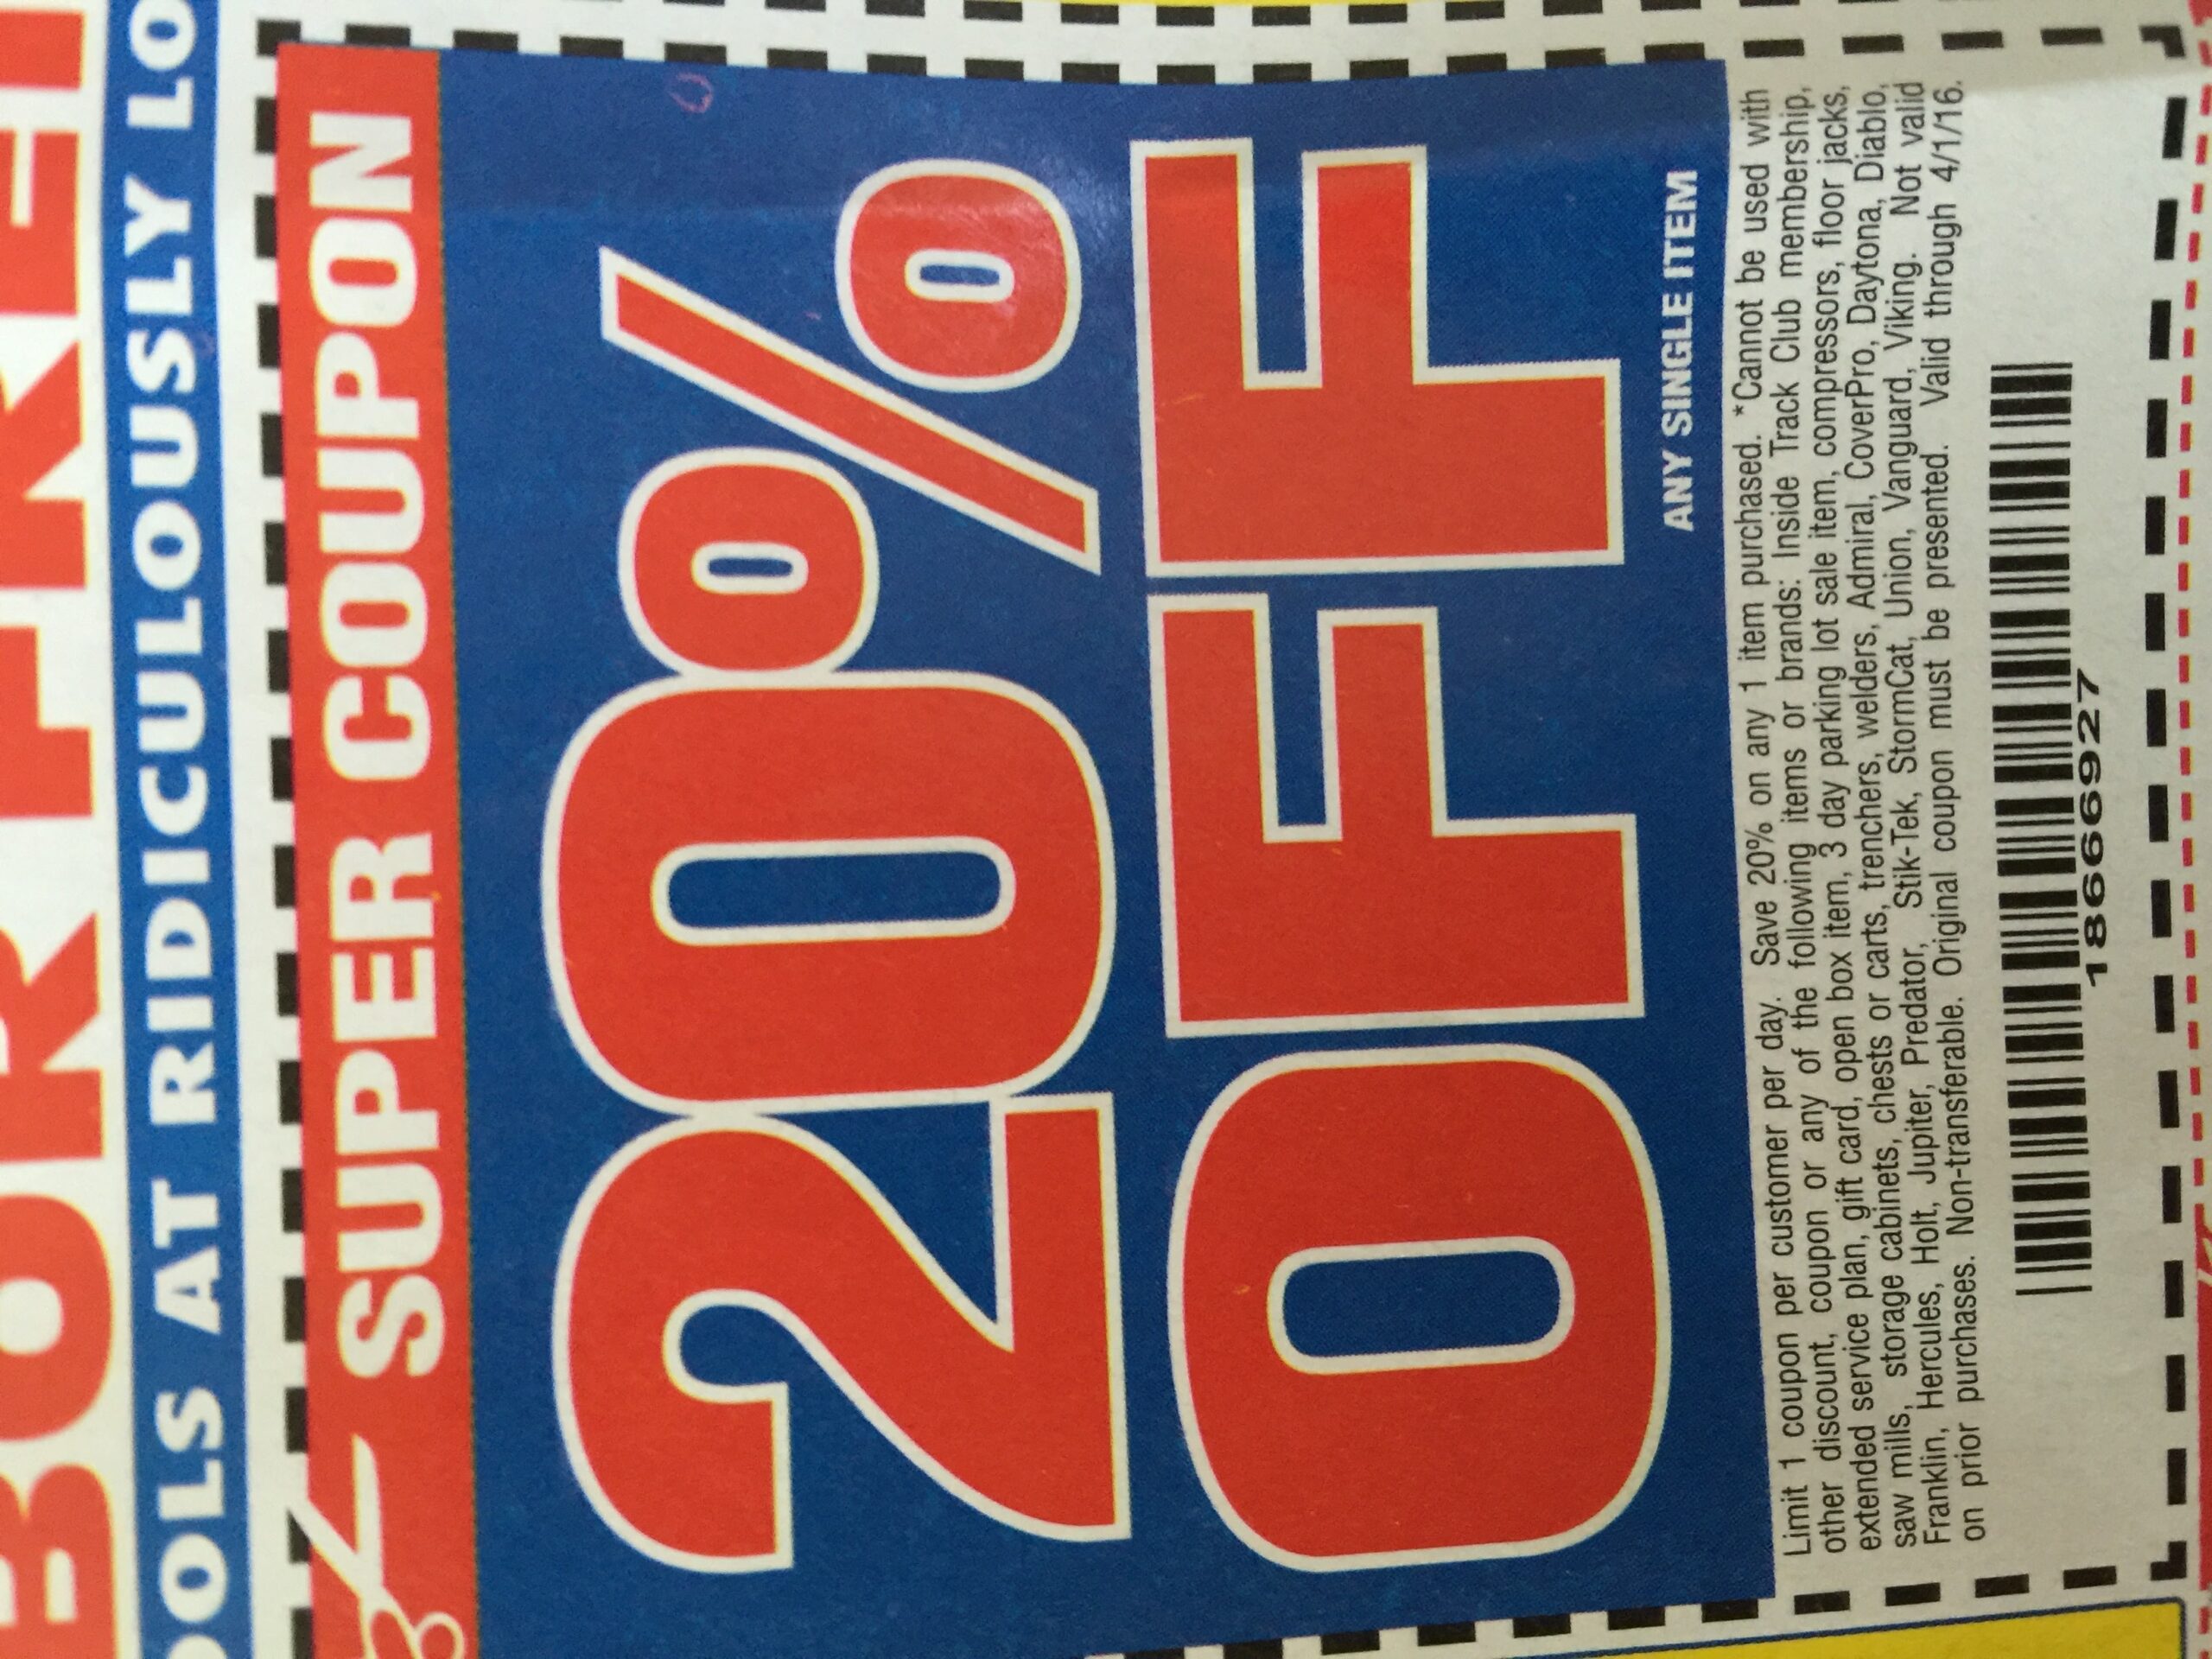 SUPER COUPON
20%
OFF
ANY SINGLE ITEM
Limit 1 coupon per customer per day. Save 20% on any 1 item purchased. *Cannot be used with
other discount, coupon or any of the following items or brands: Inside Track Club membership,
extended service plan, gift card, open box item, 3 day parking lot sale item, compressors, floor jacks,
saw mills, storage cabinets, chests or carts, trenchers, welders, Admiral, CoverPro, Daytona, Diablo,
Franklin, Hercules, Holt, Jupiter, Predator, Stik-Tek, StormCat, Union, Vanguard, Viking. Not valid
on prior purchases. Non-transferable. Original coupon must be presented. Valid through 4/1/16.
18666927